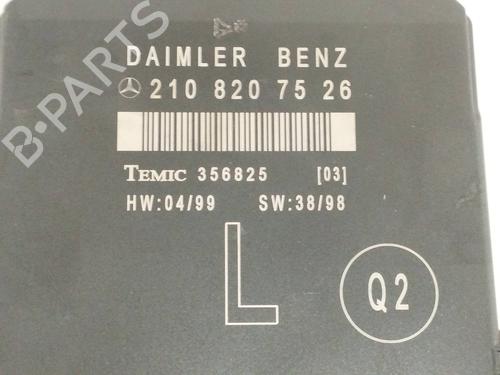 DAIMLER BENZ
210 820 75 26
TEMIC 356825 [03]
HW:04/99 SW:38/98
L
Q2
B-PARTS